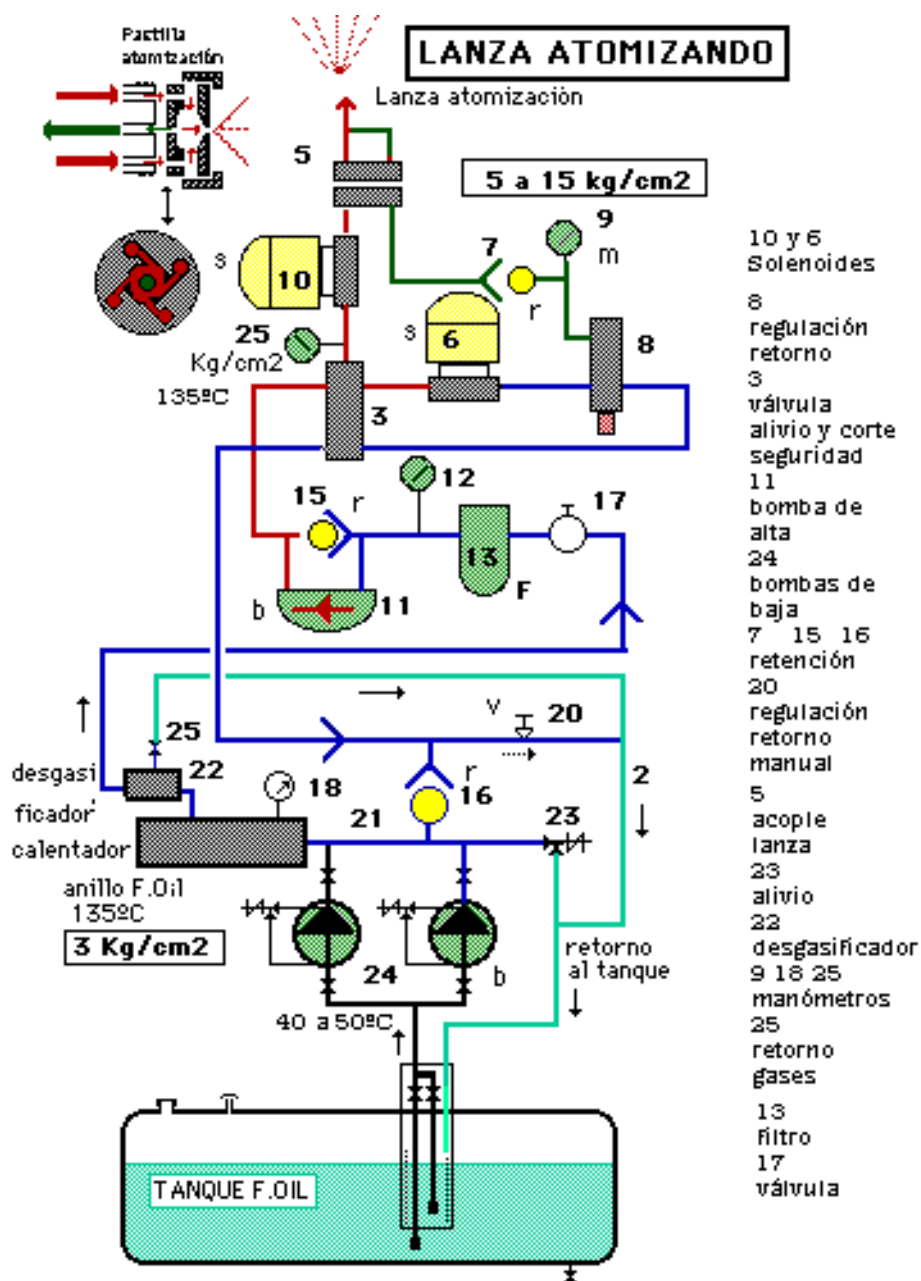 Pactilla
atomización
LANZA ATOMIZANDO
Lanza atomización
5
5 a 15 kg/cm2
9
7
m
s
10
r
25
s
6
8
Kg/cm2
135ºC
3
12
15
r
17
13
F
b
11
v
20
25
desgasi
22
2
ficador
18
r
16
23
21
calentador
anillo F.Oil
135ºC
3 Kg/cm2
24
b
retorno
al tanque
40 a 50ºC
TANQUE F.OIL
10 y 6
Solenoides
8
regulación
retorno
3
válvula
alivio y corte
seguridad
11
bomba de
alta
24
bombas de
baja
7 15 16
retención
20
regulación
retorno
manual
5
acople
lanza
23
alivio
22
desgasificador
9 18 25
manómetros
25
retorno
gases
13
filtro
17
válvula